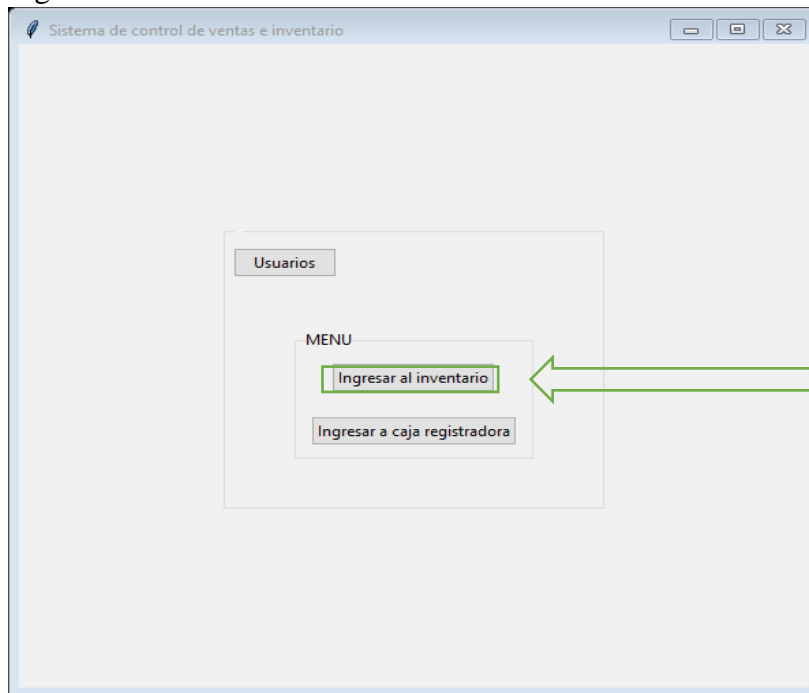 Sistema de control de ventas e inventario
Usuarios
MENU
Ingresar al inventario
Ingresar a caja registradora